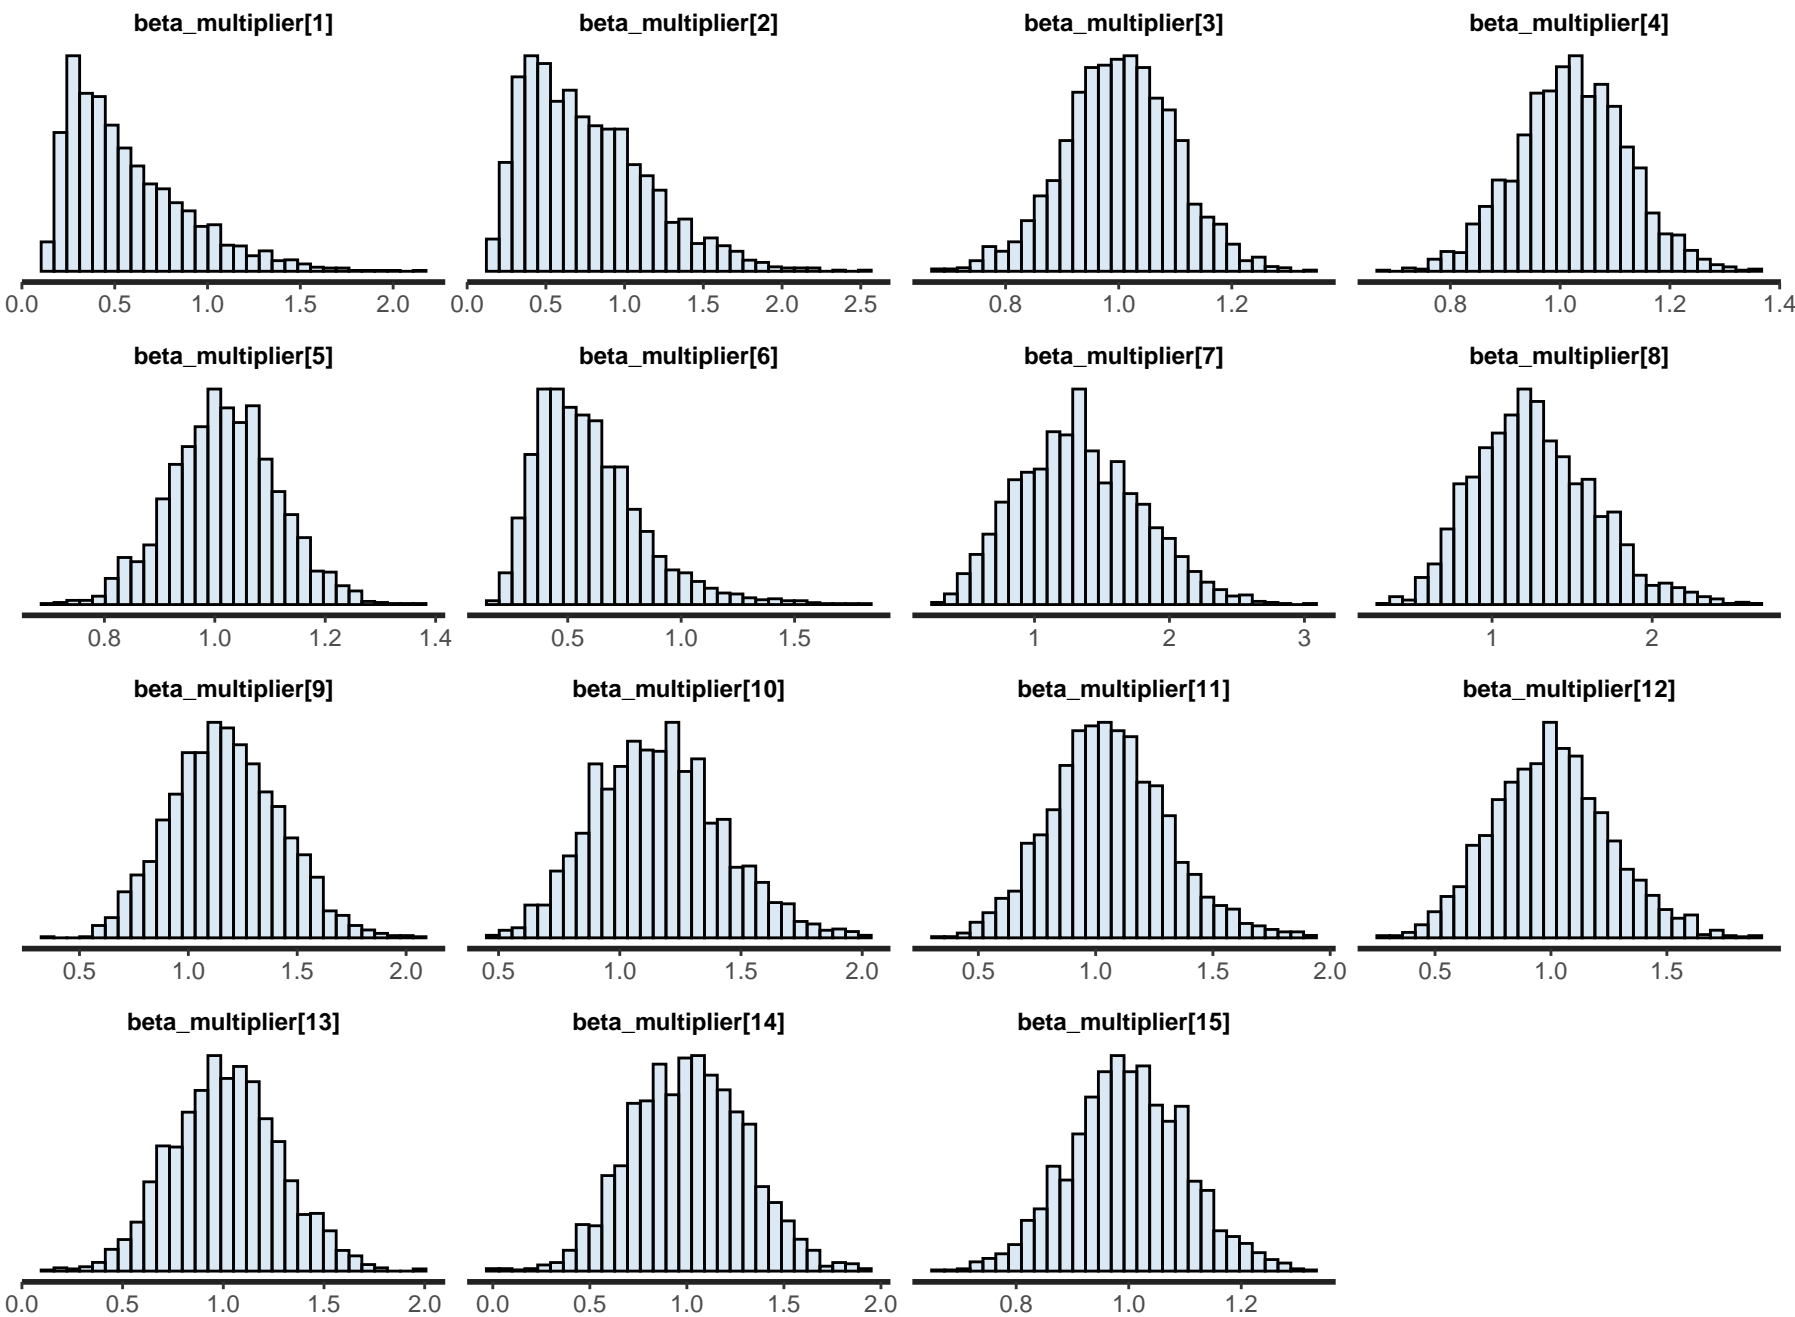 beta_multiplier[1] beta_multiplier[2] beta_multiplier[3] beta_multiplier[4]
0.0 0.5 1.0 1.5 2.0 0.0 0.5 1.0 1.5 2.0 2.5 0.8 1.0 1.2 0.8 1.0 1.2 1.4
beta_multiplier[5] beta_multiplier[6] beta_multiplier[7] beta_multiplier[8]
0.8 1.0 1.2 1.4 0.5 1.0 1.5 1 2 3 1 2
beta_multiplier[9] beta_multiplier[10] beta_multiplier[11] beta_multiplier[12]
0.5 1.0 1.5 2.0 0.5 1.0 1.5 2.0 0.5 1.0 1.5 2.0 0.5 1.0 1.5
beta_multiplier[13] beta_multiplier[14] beta_multiplier[15]
0.0 0.5 1.0 1.5 2.0 0.0 0.5 1.0 1.5 2.0 0.8 1.0 1.2